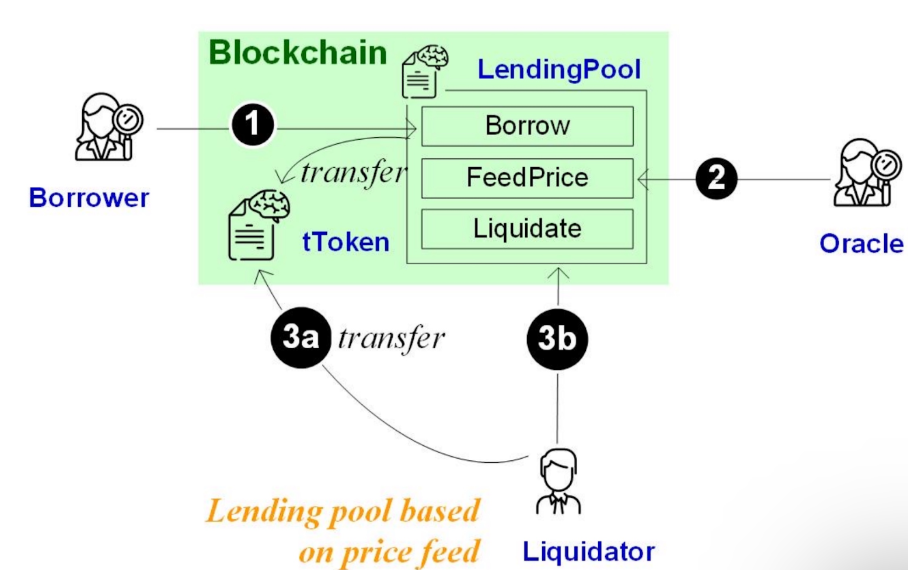 Blockchain
LendingPool
1
Borrow
transfer
FeedPrice
2
Borrower
tToken
Liquidate
Oracle
3a transfer
3b
Lending pool based
on price feed
Liquidator